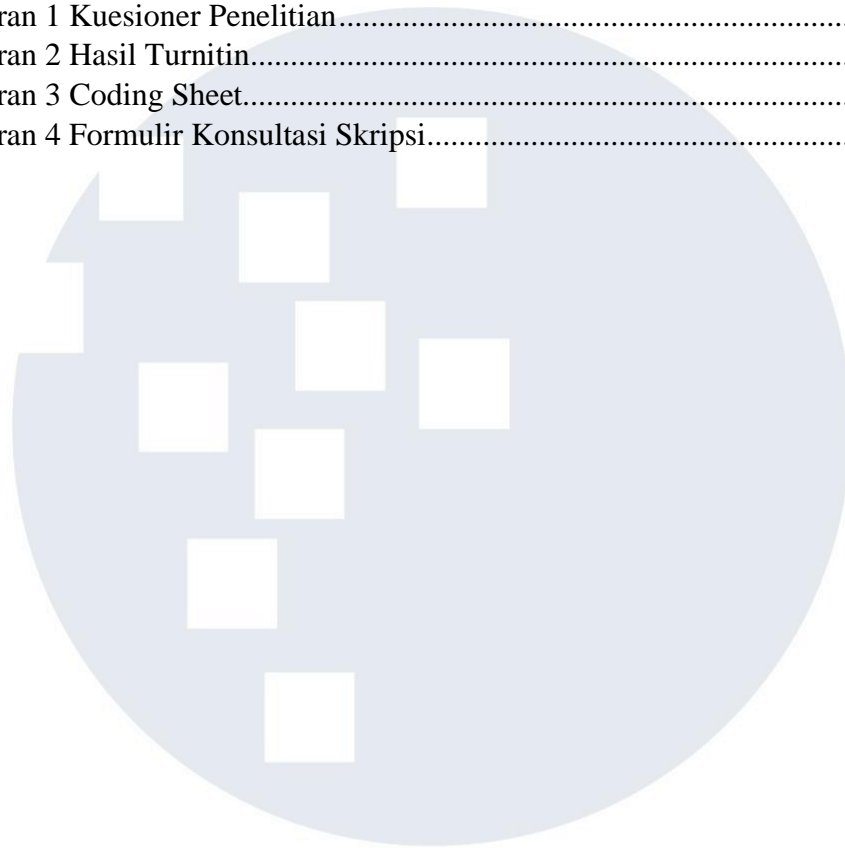 ran 1 Kuesioner Penelitian..............................................................
ran 2 Hasil Turnitin.........................................................................
ran 3 Coding Sheet..........................................................................
ran 4 Formulir Konsultasi Skripsi...................................................